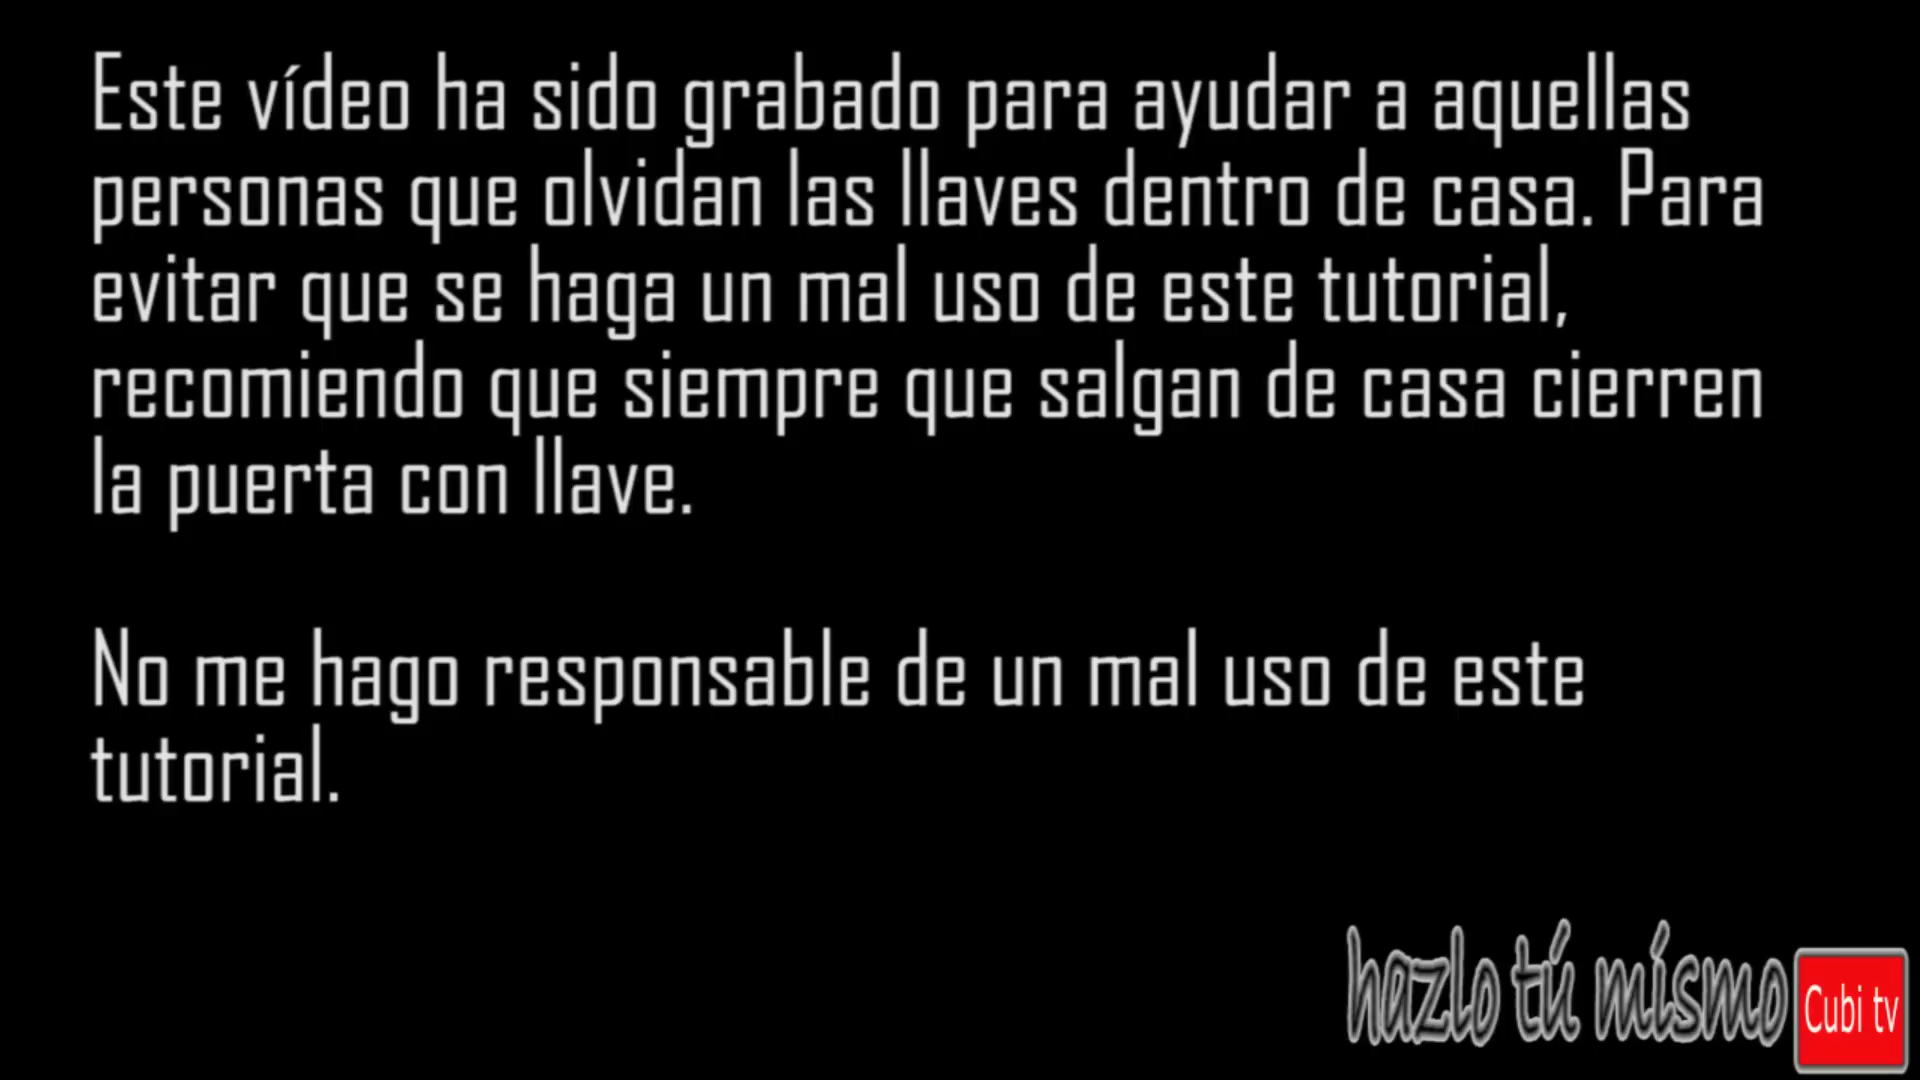 Este vídeo ha sido grabado para ayudar a aquellas
personas que olvidan las llaves dentro de casa. Para
evitar que se haga un mal uso de este tutorial,
recomiendo que siempre que salgan de casa cierren
la puerta con llave.
No me hago responsable de un mal uso de este
tutorial.
hazlo tú mísmo
Cubi tv